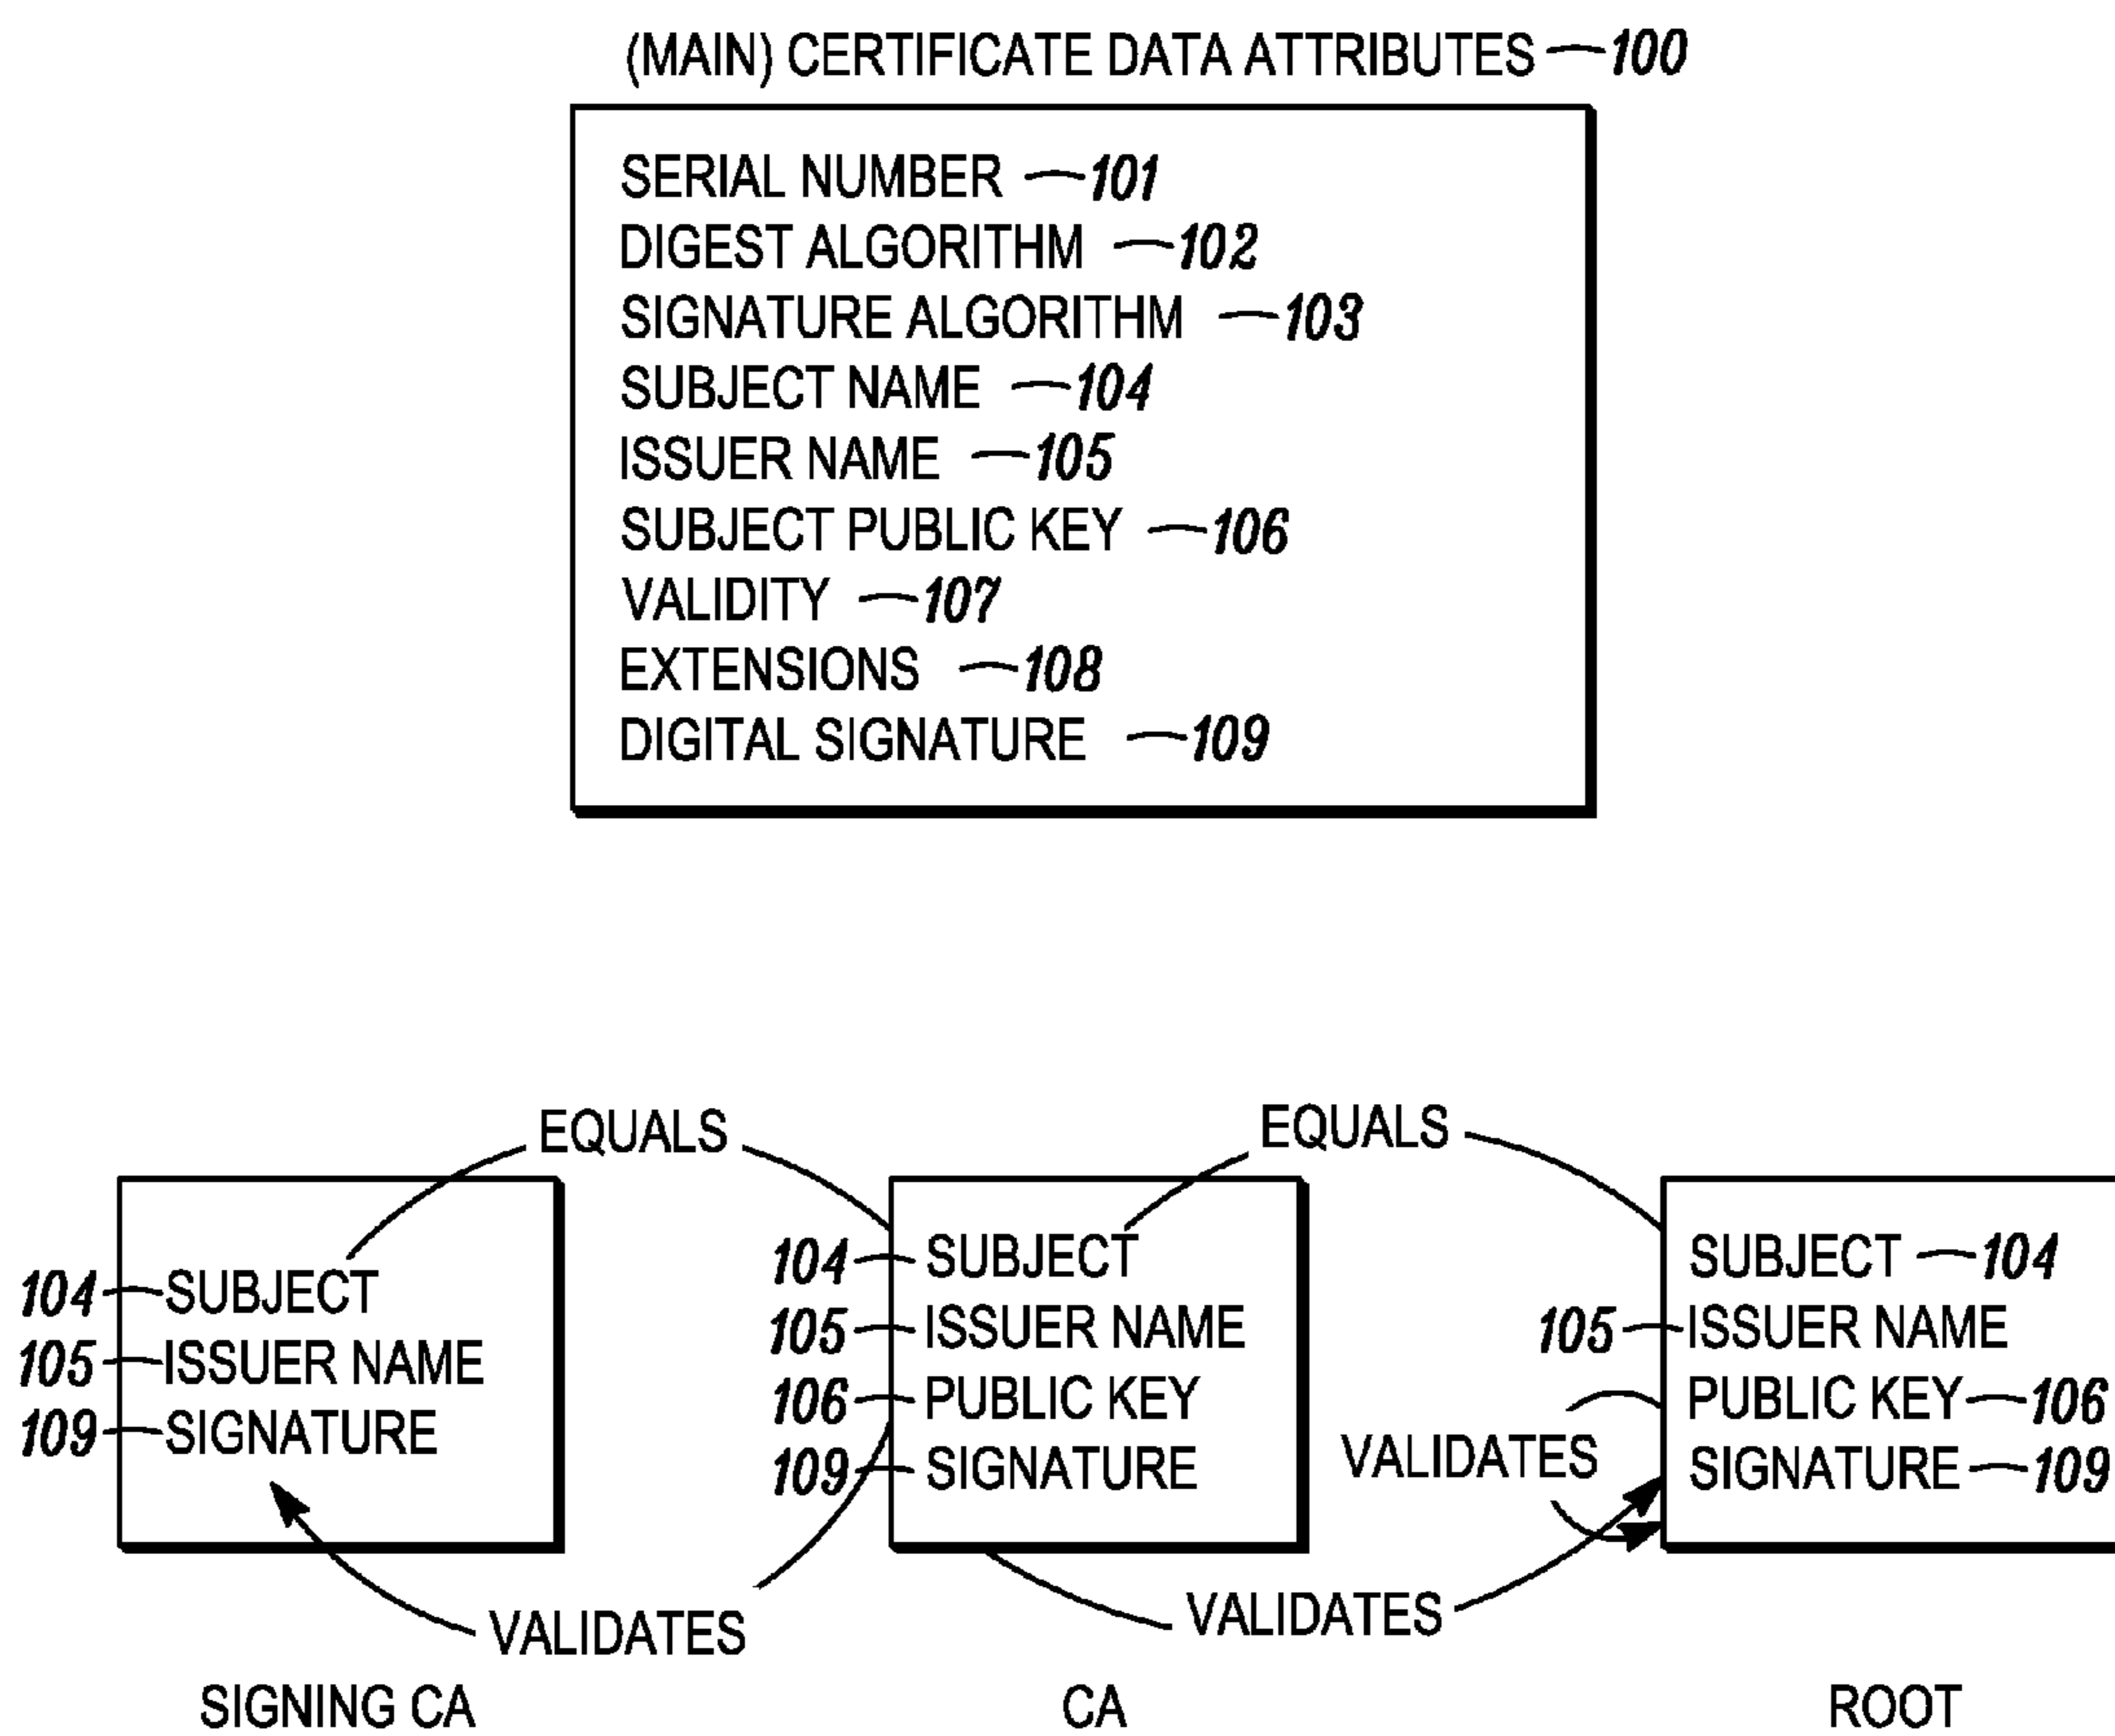 (MAIN) CERTIFICATE DATA ATTRIBUTES 100
SERIAL NUMBER 101
DIGEST ALGORITHM 102
SIGNATURE ALGORITHM 103
SUBJECT NAME 104
ISSUER NAME 105
SUBJECT PUBLIC KEY 106
VALIDITY 107
EXTENSIONS 108
DIGITAL SIGNATURE 109
EQUALS
104 SUBJECT
105 ISSUER NAME
109 SIGNATURE
VALIDATES
SIGNING CA
EQUALS
104 SUBJECT
105 ISSUER NAME
106 PUBLIC KEY
109 SIGNATURE
VALIDATES
CA
SUBJECT 104
105 ISSUER NAME
PUBLIC KEY 106
VALIDATES
SIGNATURE 109
ROOT